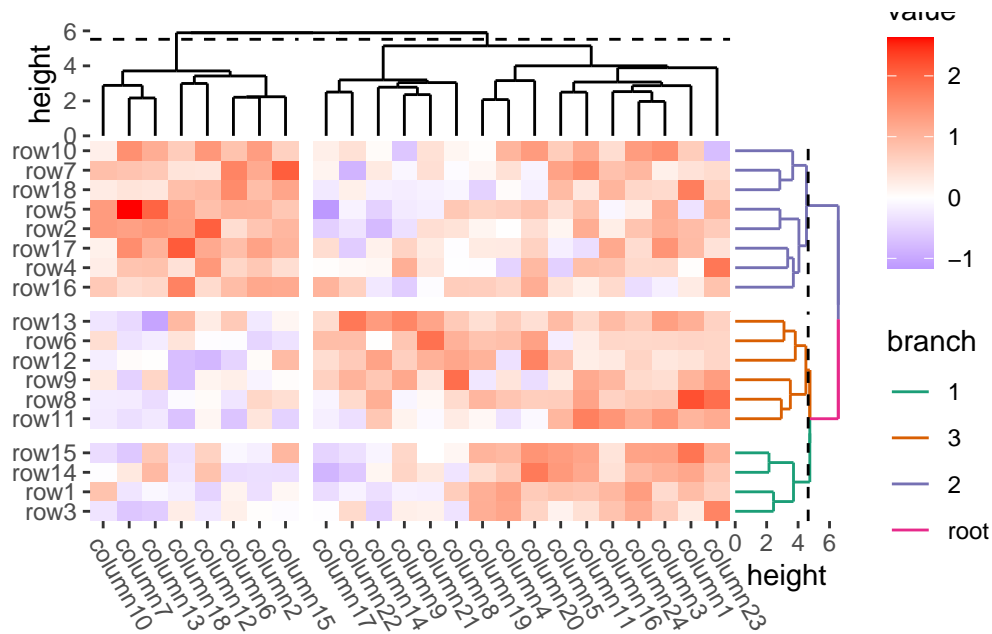 value
2
1
0
−1
height
6
4
2
0
row10
row7
row18
row5
row2
row17
row4
row16
row13
row6
row12
row9
row8
row11
row15
row14
row1
row3
column10
column7
column13
column18
column12
column6
column2
column15
column17
column22
column14
column9
column21
column8
column19
column4
column20
column5
column11
column16
column24
column3
column1
column23
0 2 4 6
height
branch
1
3
2
root